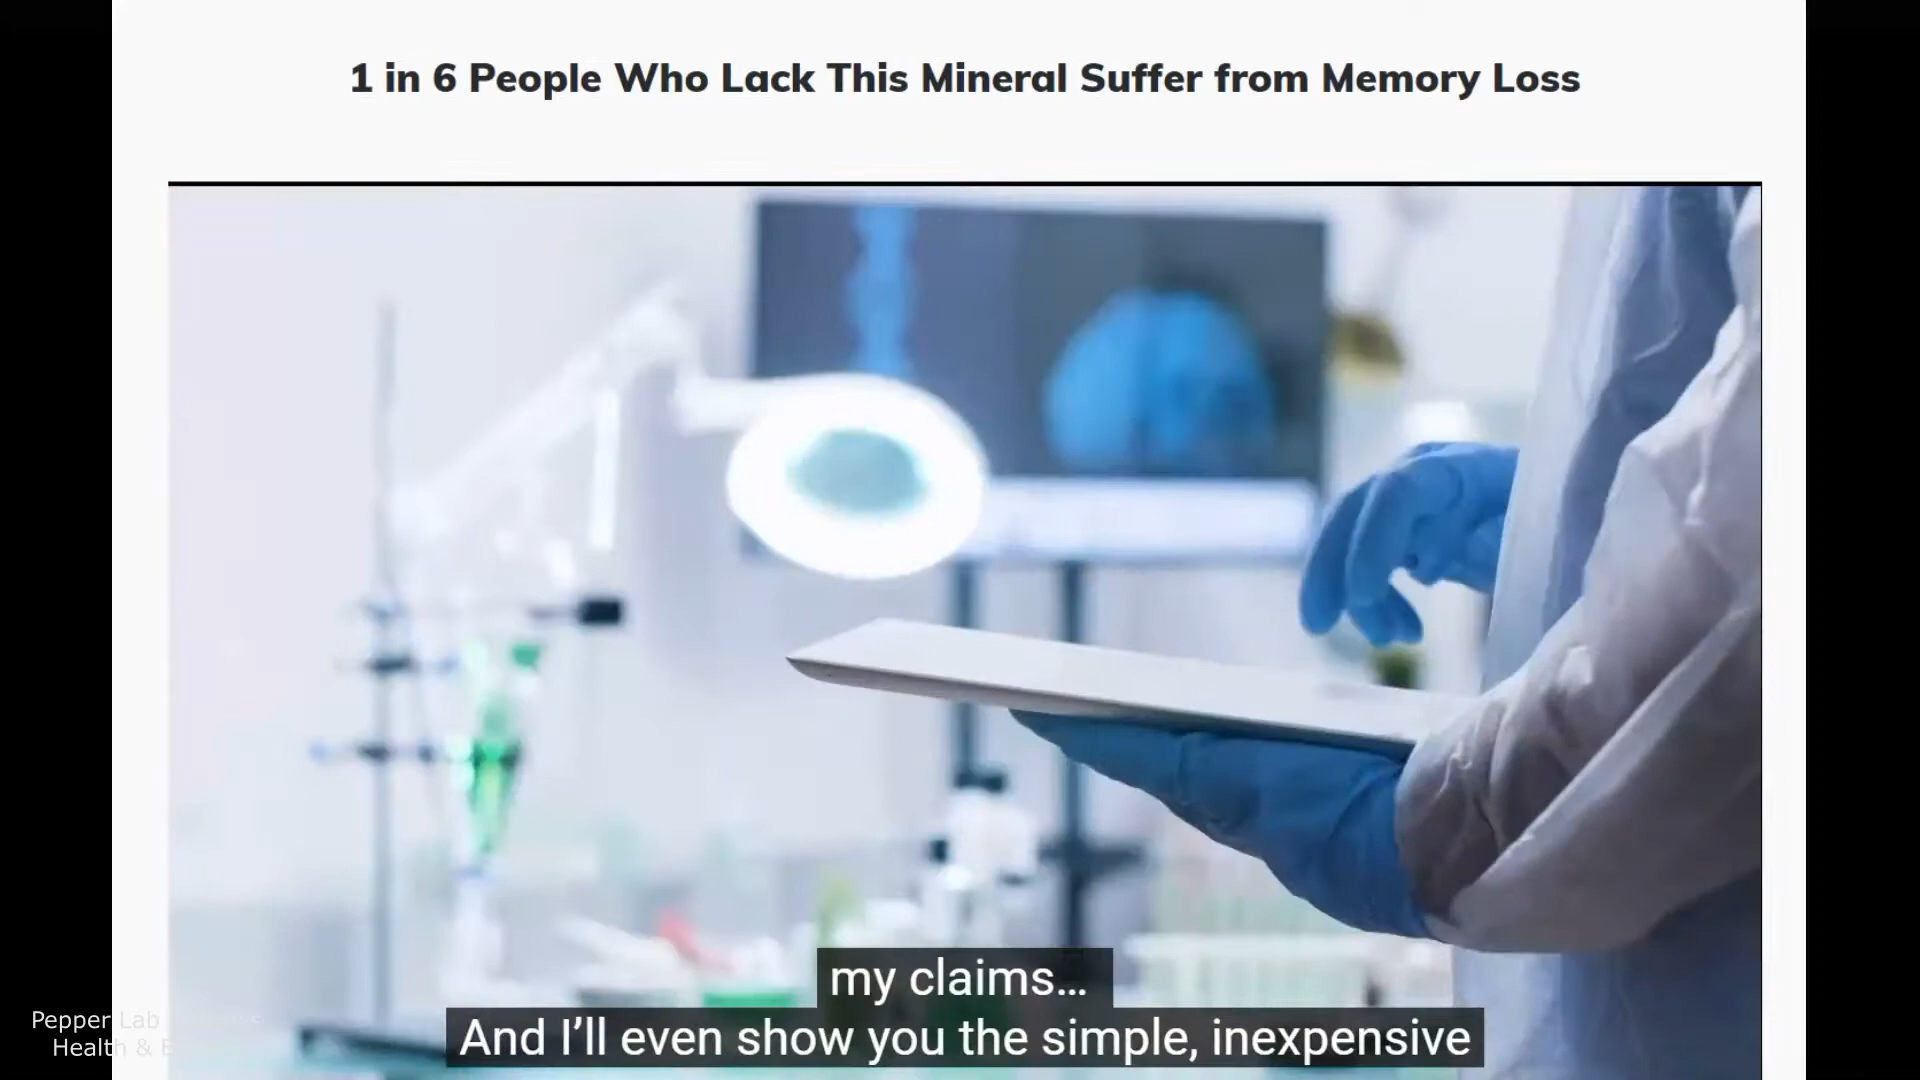 1 in 6 People Who Lack This Mineral Suffer from Memory Loss
my claims…
And I’ll even show you the simple, inexpensive
Pepper Lab
Health &